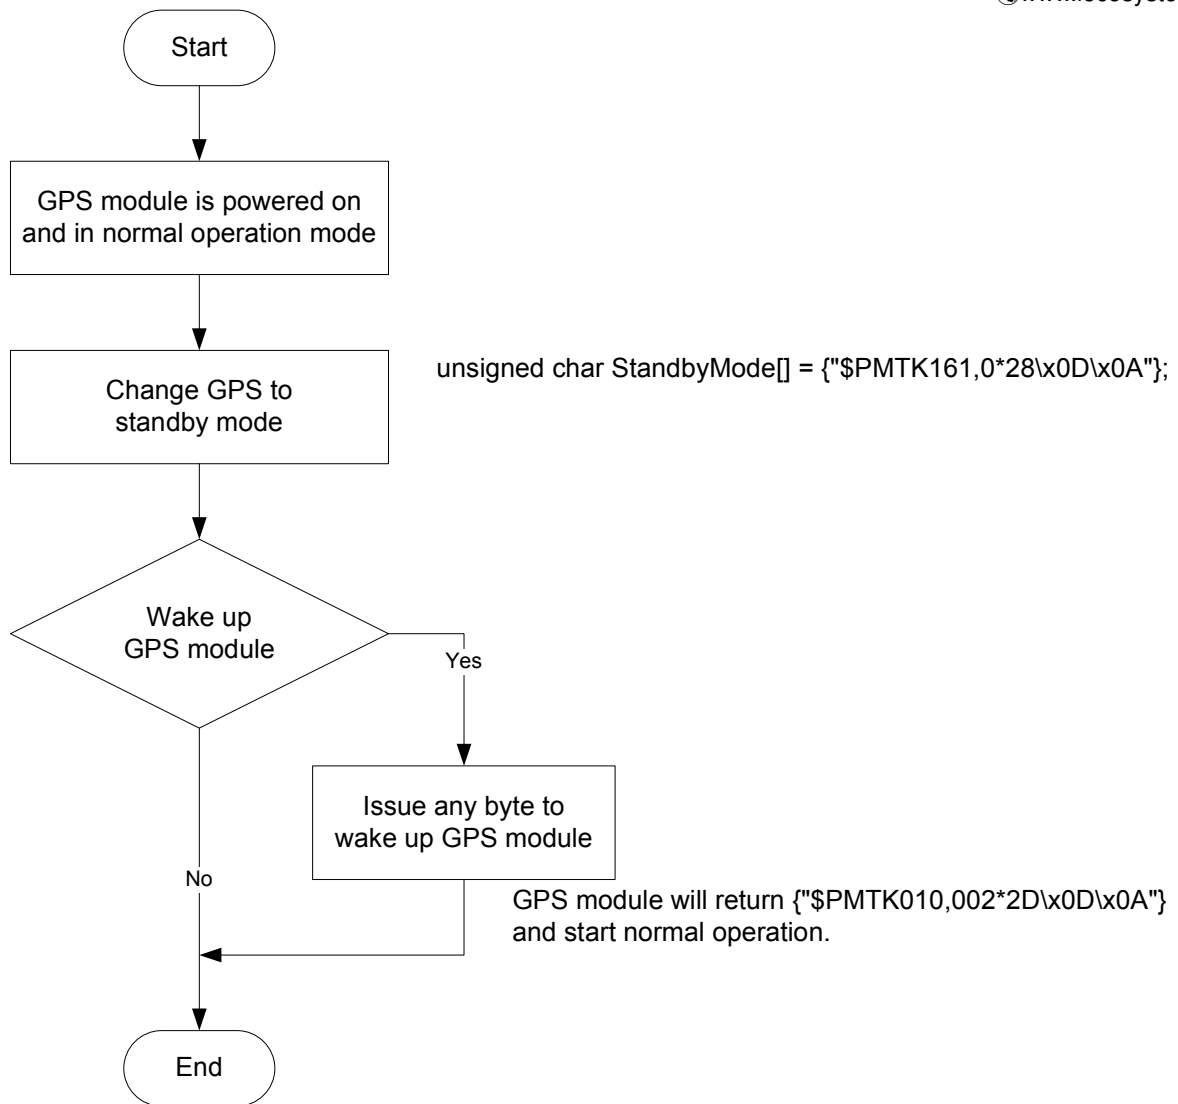 Start
GPS module is powered on
and in normal operation mode
Change GPS to
standby mode
unsigned char StandbyMode[] = {"$PMTK161,0*28\x0D\x0A"};
Wake up
GPS module
Yes
Issue any byte to
wake up GPS module
No
GPS module will return {"$PMTK010,002*2D\x0D\x0A"}
and start normal operation.
End